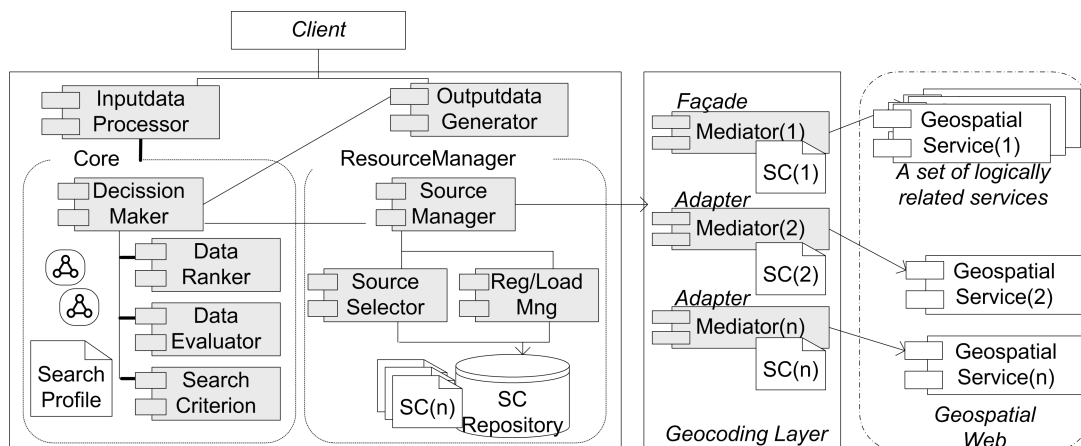 Client
Inputdata
Processor
Outputdata
Generator
Core
Decission
Maker
Data
Ranker
Data
Evaluator
Search
Criterion
Search
Profile
ResourceManager
Source
Manager
Source
Selector
Reg/Load
Mng
SC(n)
SC
Repository
Façade
Mediator(1)
SC(1)
Adapter
Mediator(2)
SC(2)
Adapter
Mediator(n)
SC(n)
Geocoding Layer
Geospatial
Service(1)
A set of logically
related services
Geospatial
Service(2)
Geospatial
Service(n)
Geospatial
Web